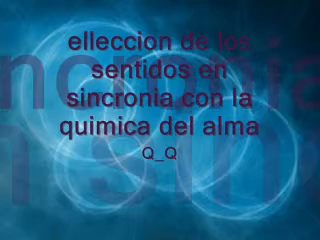 elleccion de los
sentidos en
sincronia con la
quimica del alma
Q_Q